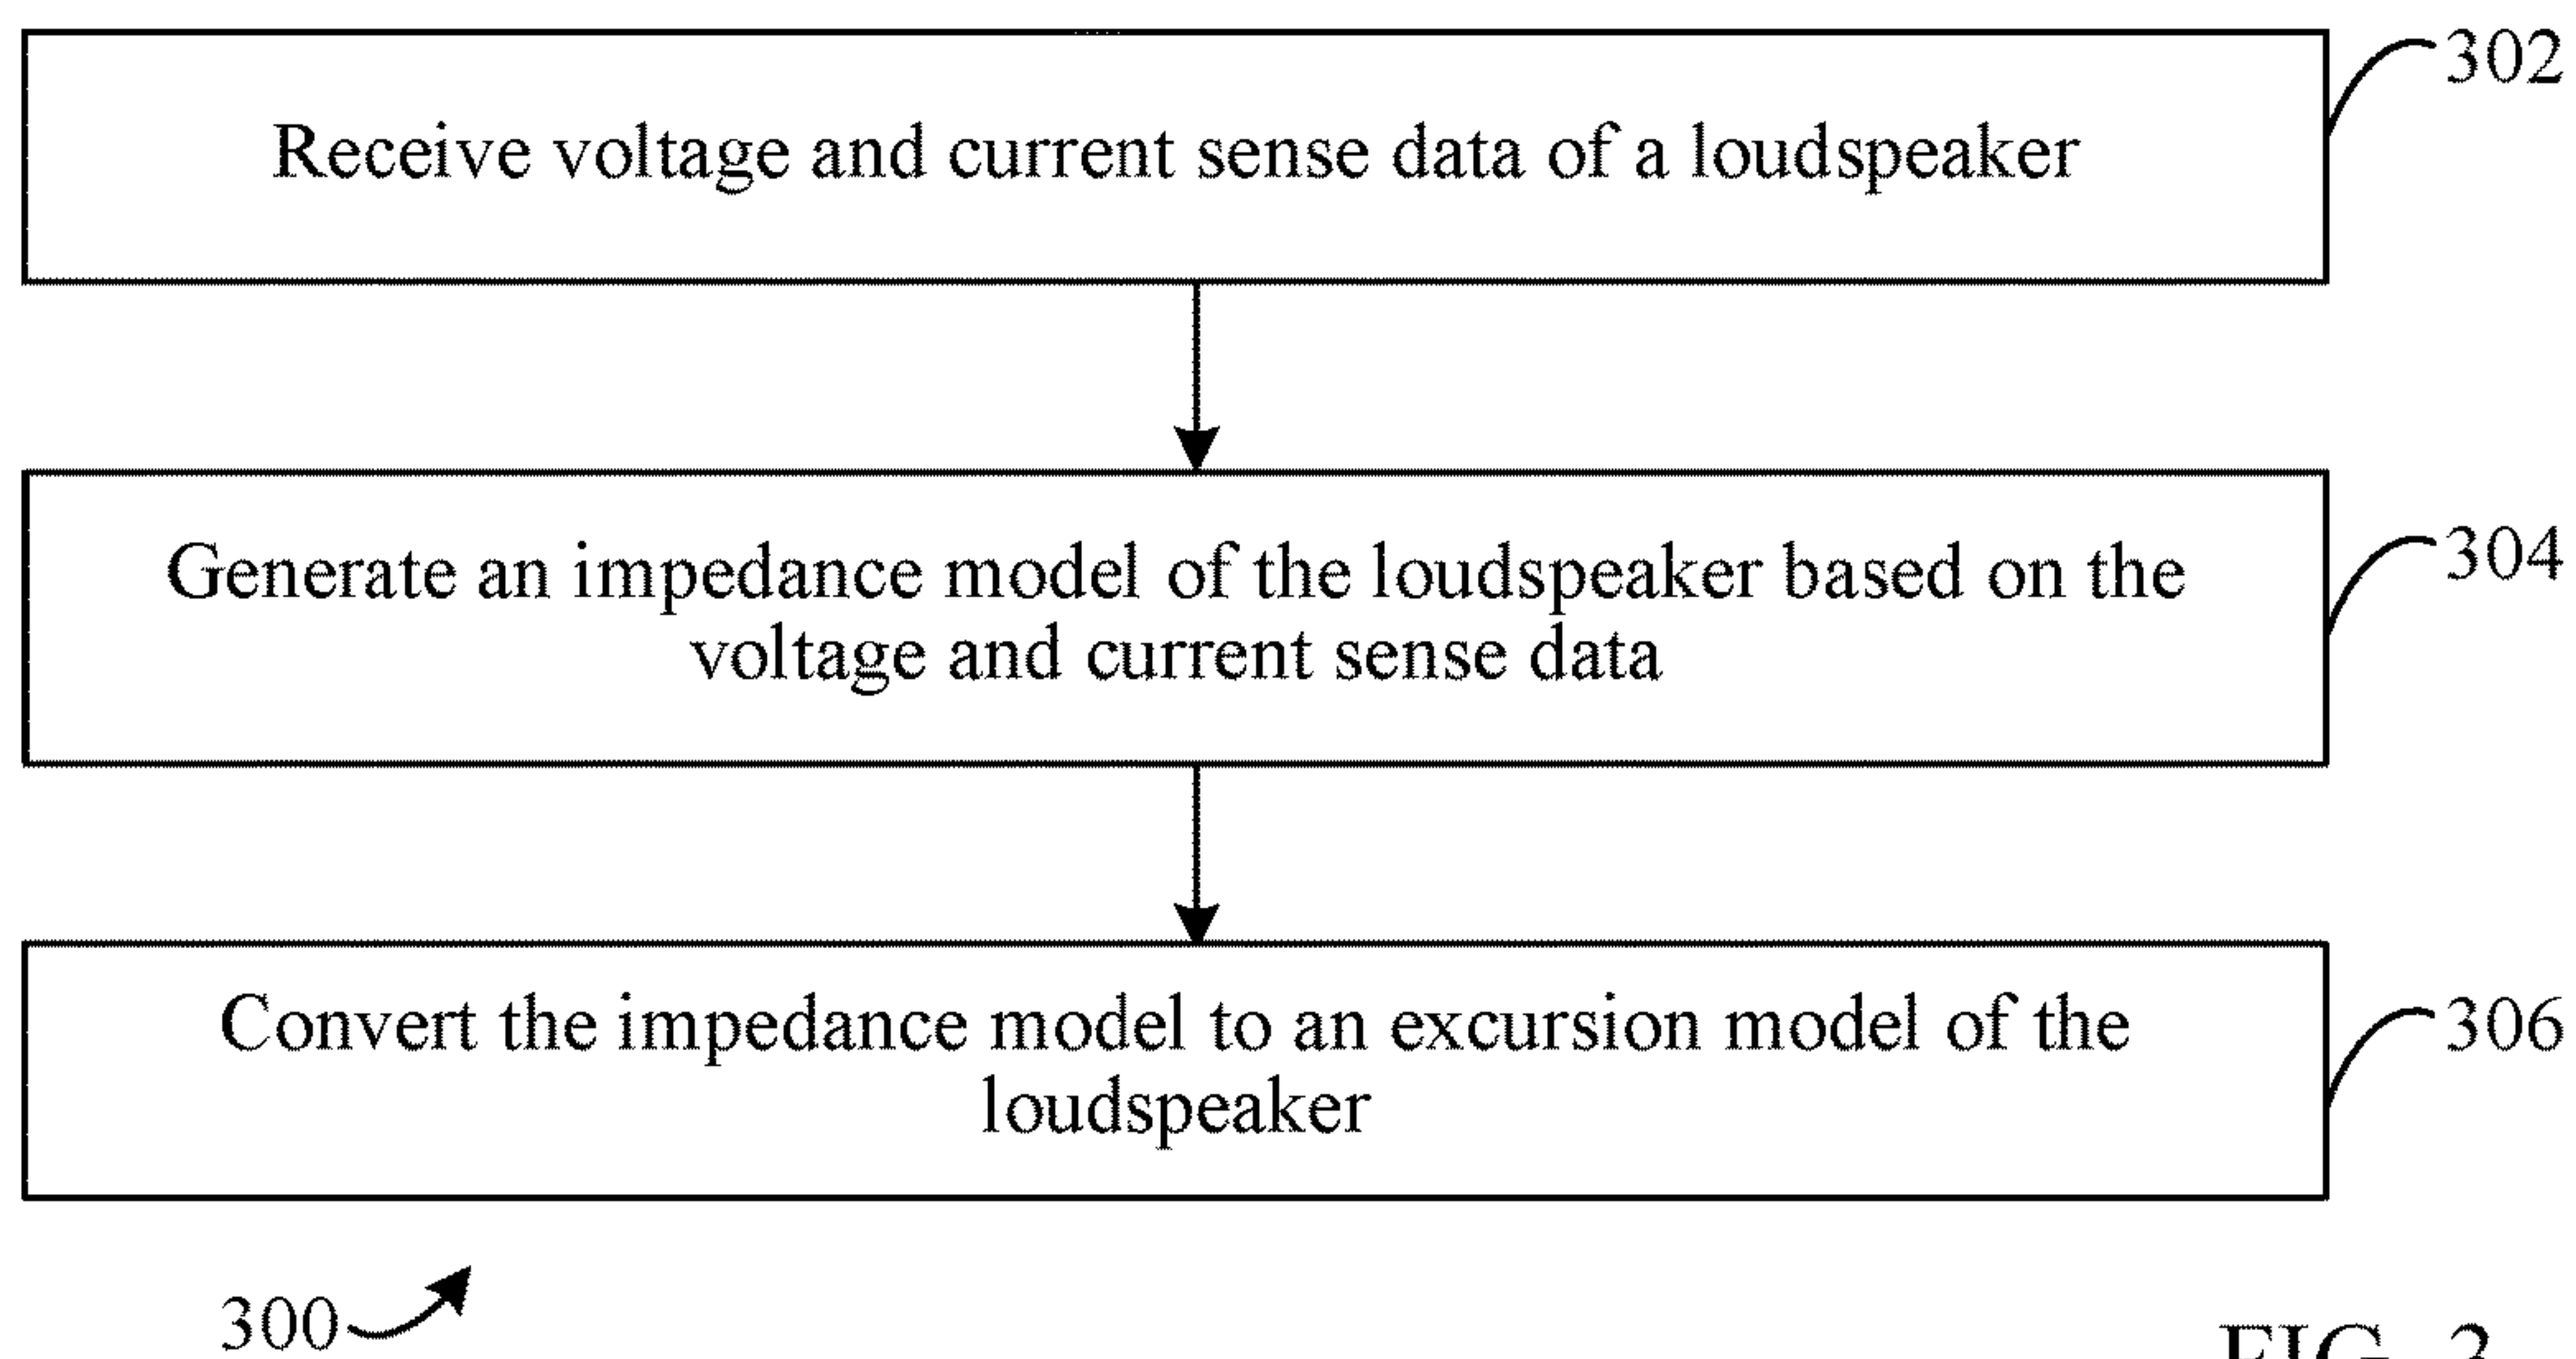 302
Receive voltage and current sense data of a loudspeaker
304
Generate an impedance model of the loudspeaker based on the
voltage and current sense data
306
Convert the impedance model to an excursion model of the
loudspeaker
300
FIG. 3